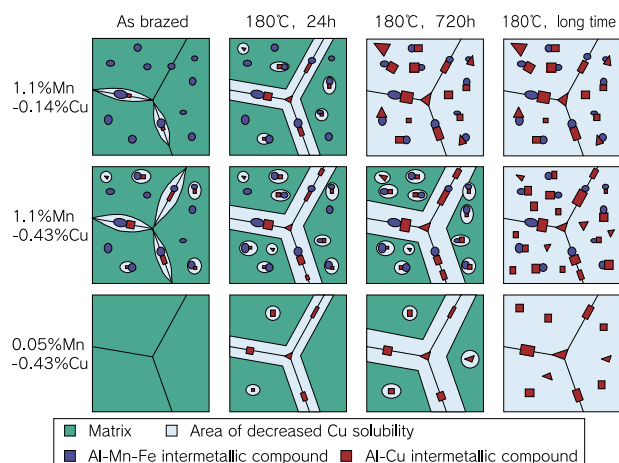 As brazed
180℃, 24h
180℃, 720h
180℃, long time
1.1%Mn
-0.14%Cu
1.1%Mn
-0.43%Cu
0.05%Mn
-0.43%Cu
Matrix
Area of decreased Cu solubility
Al-Mn-Fe intermetallic compound
Al-Cu intermetallic compound